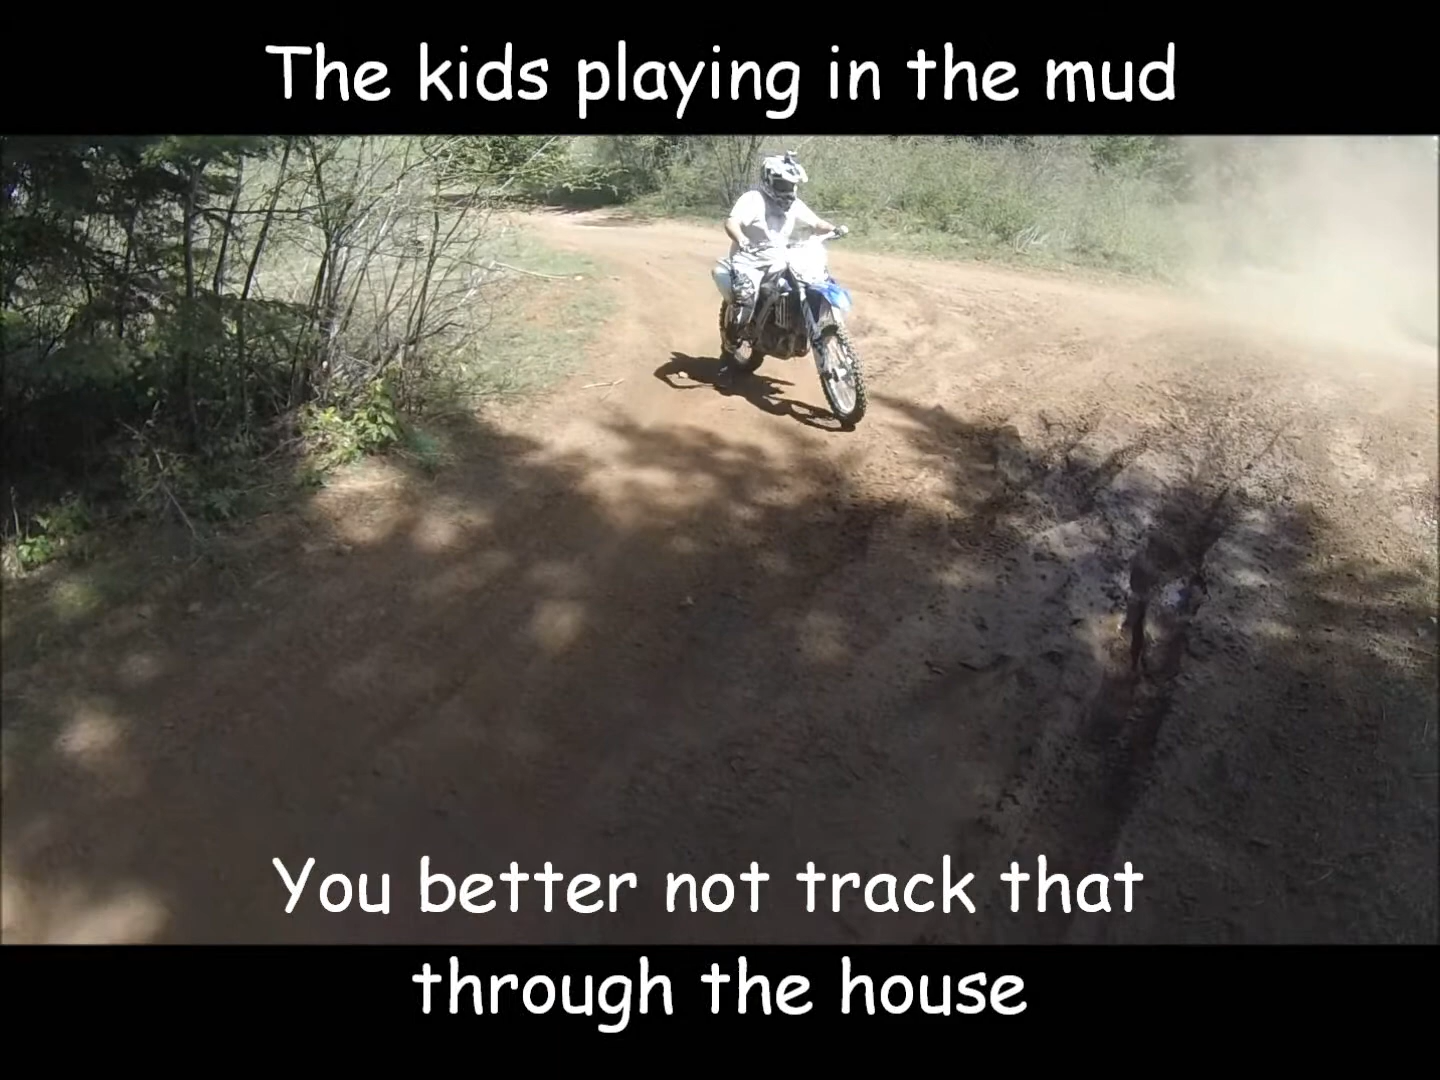 The kids playing in the mud
You better not track that
through the house